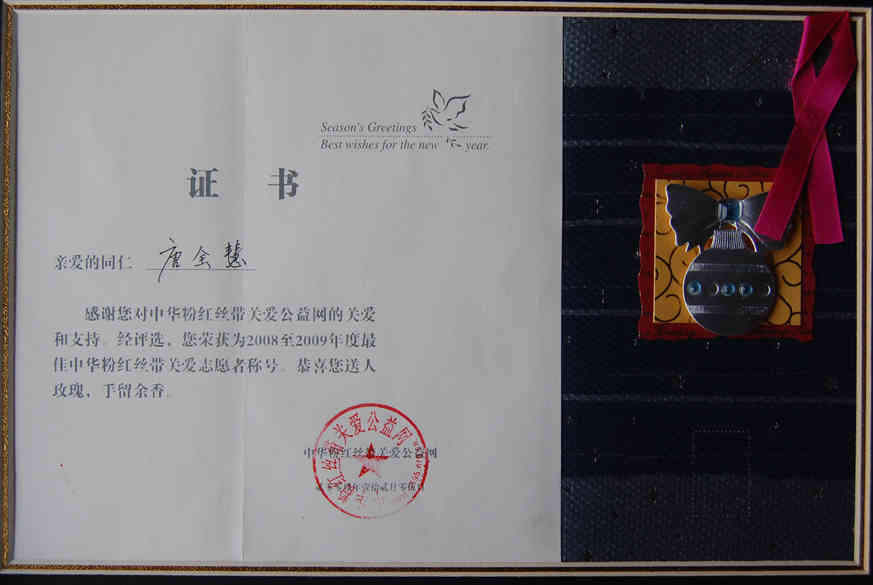 Season's Greetings
Best wishes for the new year.
证 书
亲爱的同仁 唐金慧
感谢您对中华粉红丝带关爱公益网的关爱
和支持。经评选，您荣获为2008至2009年度最
佳中华粉红丝带关爱志愿者称号。恭喜您送人
玫瑰，手留余香。
中华粉红丝带关爱公益网